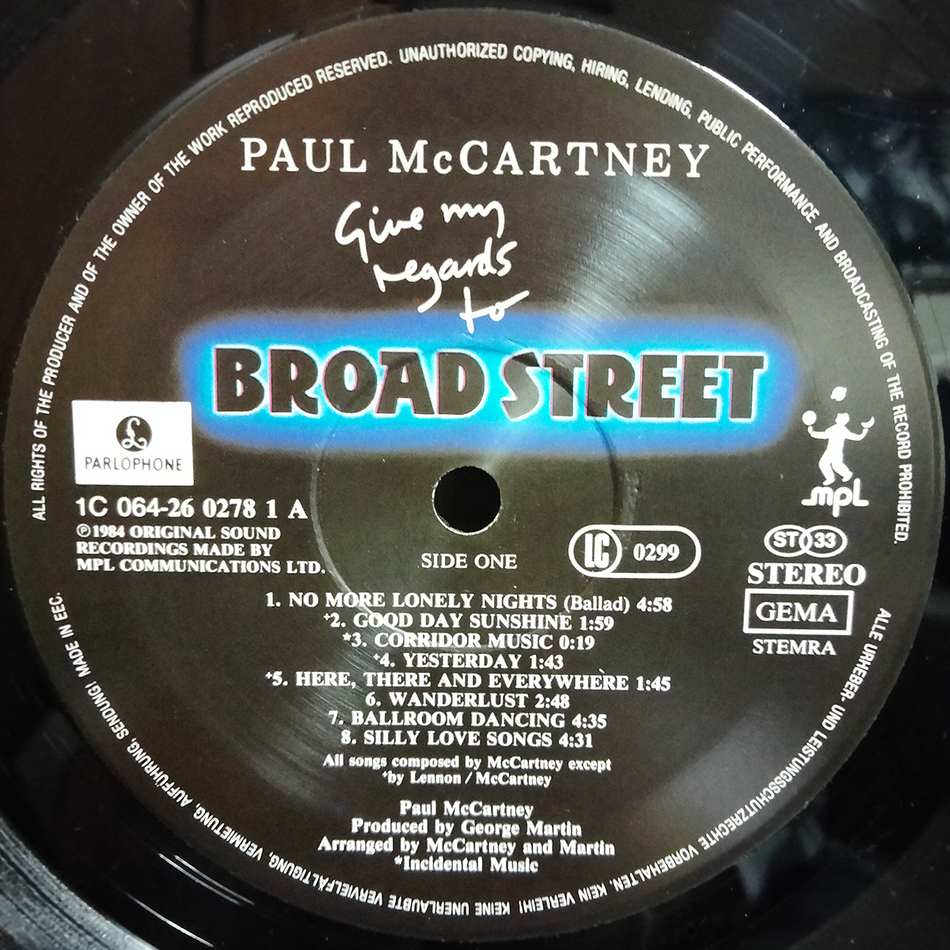 ALL RIGHTS OF THE PRODUCER AND OF THE OWNER OF THE WORK REPRODUCED RESERVED. UNAUTHORIZED COPYING, HIRING, LENDING, PUBLIC PERFORMANCE AND BROADCASTING OF THE RECORD PROHIBITED.
PAUL McCARTNEY
Give my
regards
to
BROAD STREET
£
PARLOPHONE
mpL
1C 064-26 0278 1 A
℗1984 ORIGINAL SOUND
RECORDINGS MADE BY
MPL COMMUNICATIONS LTD.
SIDE ONE
LC 0299
ST 33
STEREO
GEMA
STEMRA
1. NO MORE LONELY NIGHTS (Ballad) 4:58
+2. GOOD DAY SUNSHINE 1:59
*3. CORRIDOR MUSIC 0:19
+4. YESTERDAY 1:43
+5. HERE, THERE AND EVERYWHERE 1:45
6. WANDERLUST 2:48
7. BALLROOM DANCING 4:35
8. SILLY LOVE SONGS 4:31
All songs composed by McCartney except
+by Lennon / McCartney
Paul McCartney
Produced by George Martin
Arranged by McCartney and Martin
*Incidental Music
ALLE URHEBER- UND LEISTUNGSSCHUTZRECHTE VORBEHALTEN. KEIN VERLEIH! KEINE UNERLAUBTE VERVIELFÄLTIGUNG, VERMIETUNG, AUFFÜHRUNG, SENDUNG! MADE IN EEC.